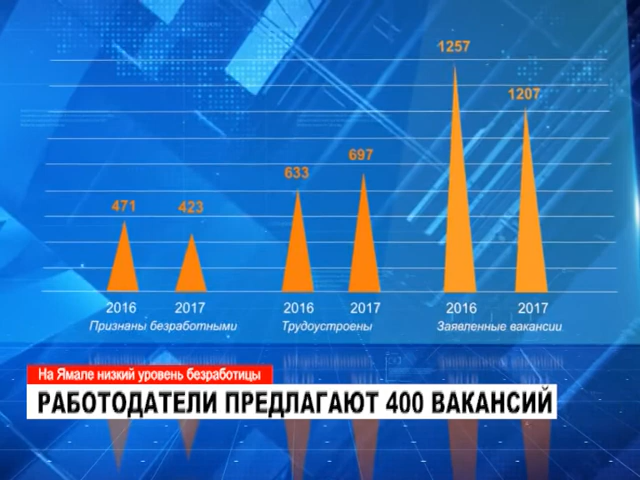 1257
1207
697
633
471 423
2016 2017 2016 2017 2016 2017
Признаны безработными Трудоустроены Заявленные вакансии
На Ямале низкий уровень безработицы
РАБОТОДАТЕЛИ ПРЕДЛАГАЮТ 400 ВАКАНСИЙ